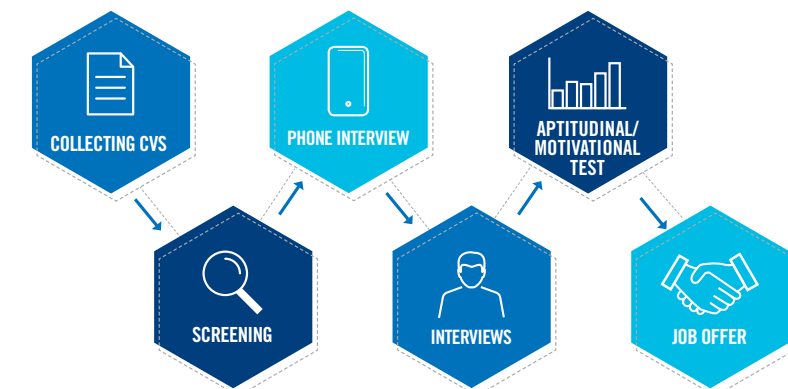 COLLECTING CVS
SCREENING
PHONE INTERVIEW
INTERVIEWS
APTITUDINAL/
MOTIVATIONAL
TEST
JOB OFFER